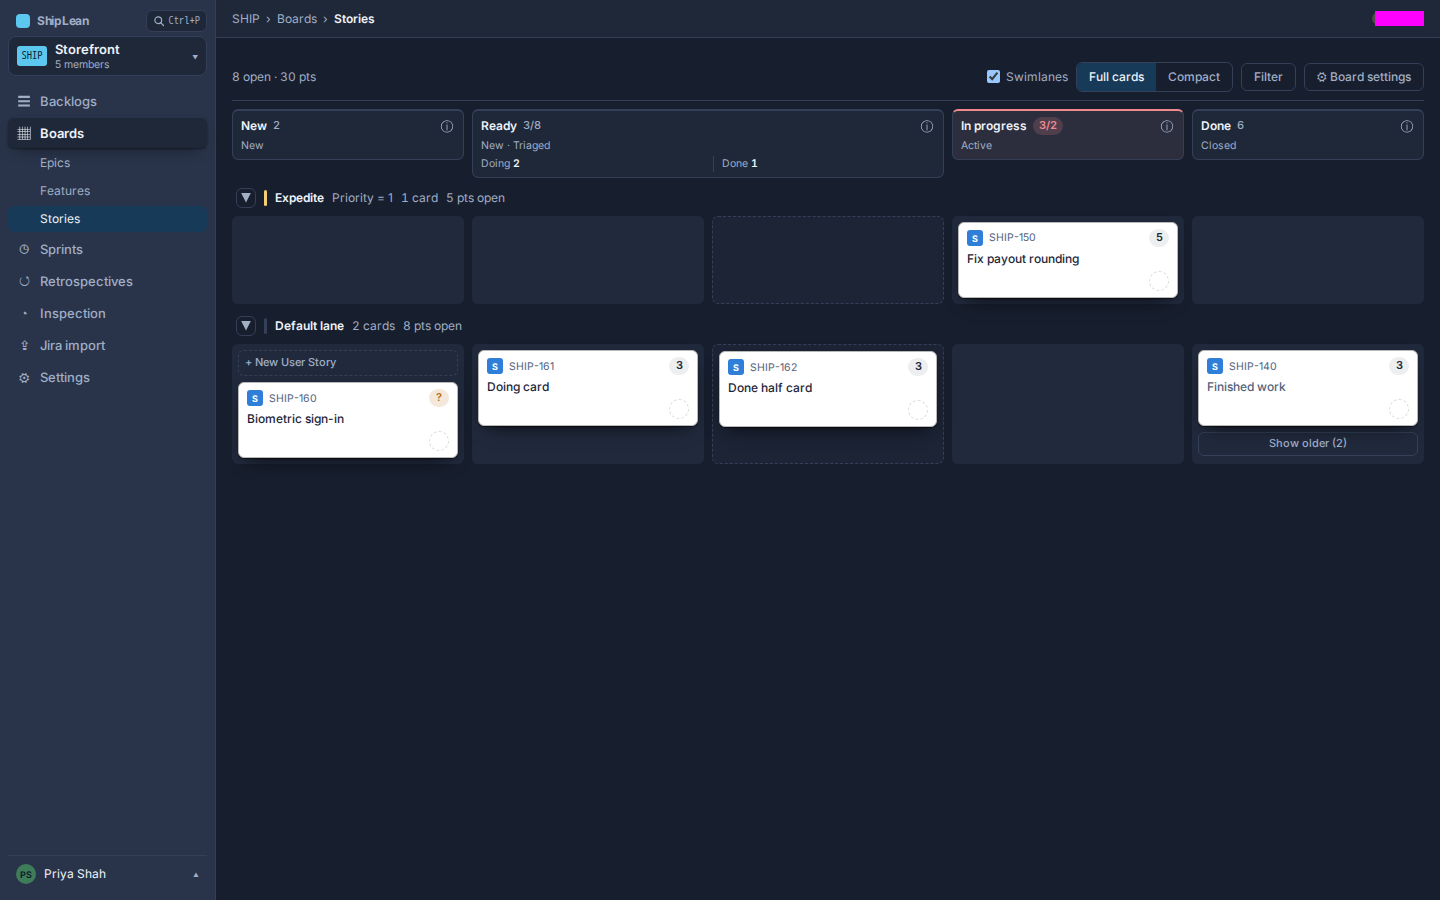 ShipLean
Ctrl+P
SHIP
Storefront
5 members
Backlogs
Boards
Epics
Features
Stories
Sprints
Retrospectives
Inspection
Jira import
Settings
PS
Priya Shah
SHIP › Boards › Stories
8 open · 30 pts
Swimlanes
Full cards
Compact
Filter
Board settings
New 2
New
Ready 3/8
New · Triaged
Doing 2
Done 1
In progress 3/2
Active
Done 6
Closed
Expedite Priority = 1 1 card 5 pts open
S SHIP-150 5
Fix payout rounding
Default lane 2 cards 8 pts open
+ New User Story
S SHIP-160 ?
Biometric sign-in
S SHIP-161 3
Doing card
S SHIP-162 3
Done half card
S SHIP-140 3
Finished work
Show older (2)